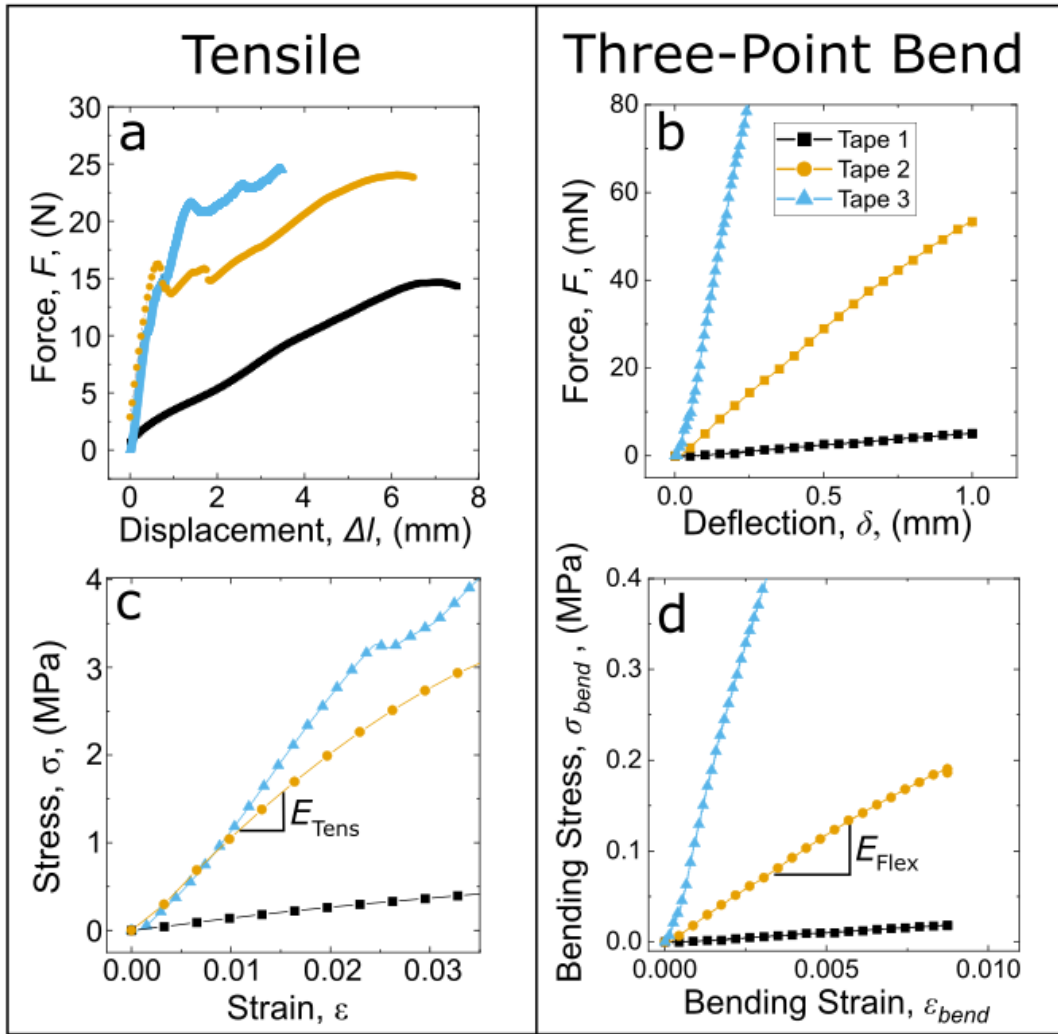 Tensile
Three-Point Bend
a
30
25
20
15
10
5
0
Force, F, (N)
0 2 4 6 8
Displacement, Δl, (mm)
b
Tape 1
Tape 2
Tape 3
80
60
40
20
0
Force, F, (mN)
0.0 0.5 1.0
Deflection, δ, (mm)
c
4
3
2
1
0
Stress, σ, (MPa)
E_Tens
0.00 0.01 0.02 0.03
Strain, ε
d
0.4
0.3
0.2
0.1
0.0
Bending Stress, σ_bend, (MPa)
E_Flex
0.000 0.005 0.010
Bending Strain, ε_bend